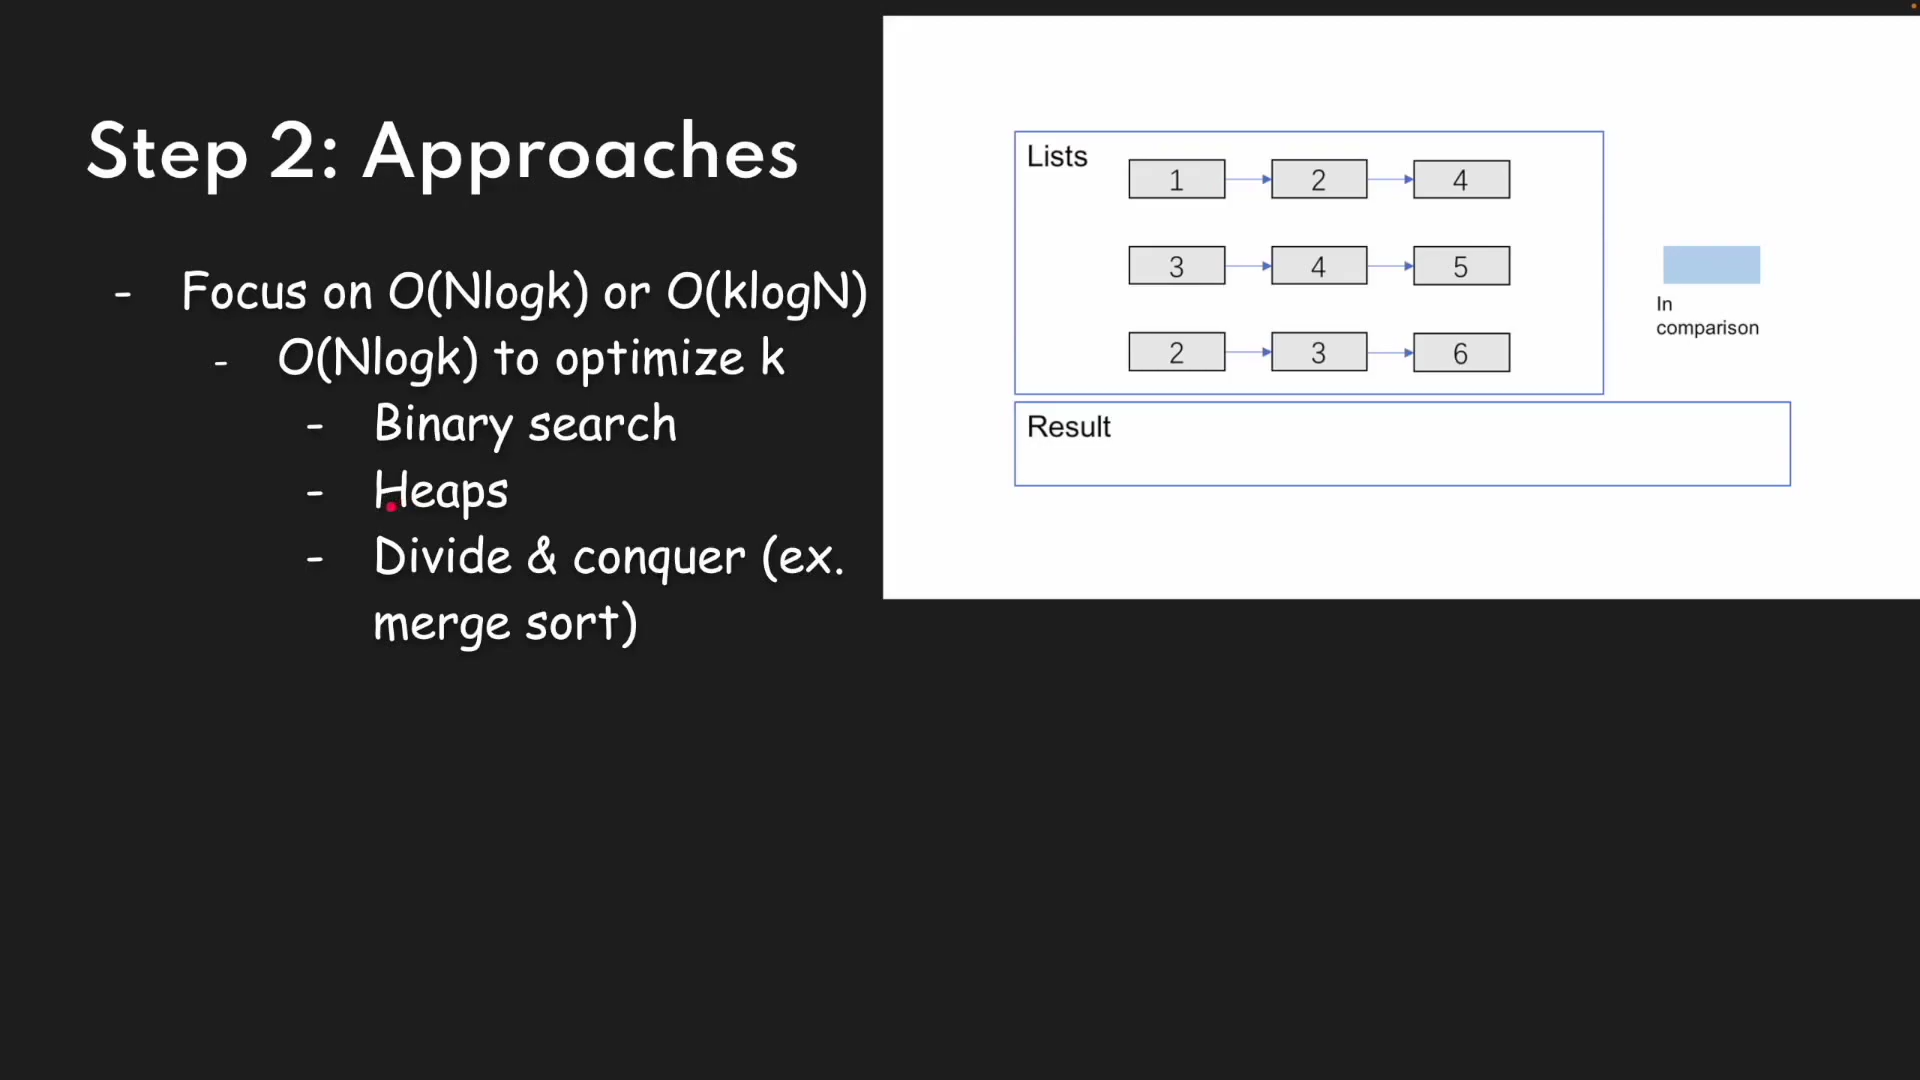 Step 2: Approaches
- Focus on O(Nlogk) or O(klogN)
- O(Nlogk) to optimize k
- Binary search
- Heaps
- Divide & conquer (ex.
merge sort)
Lists
1 2 4
3 4 5
2 3 6
In
comparison
Result